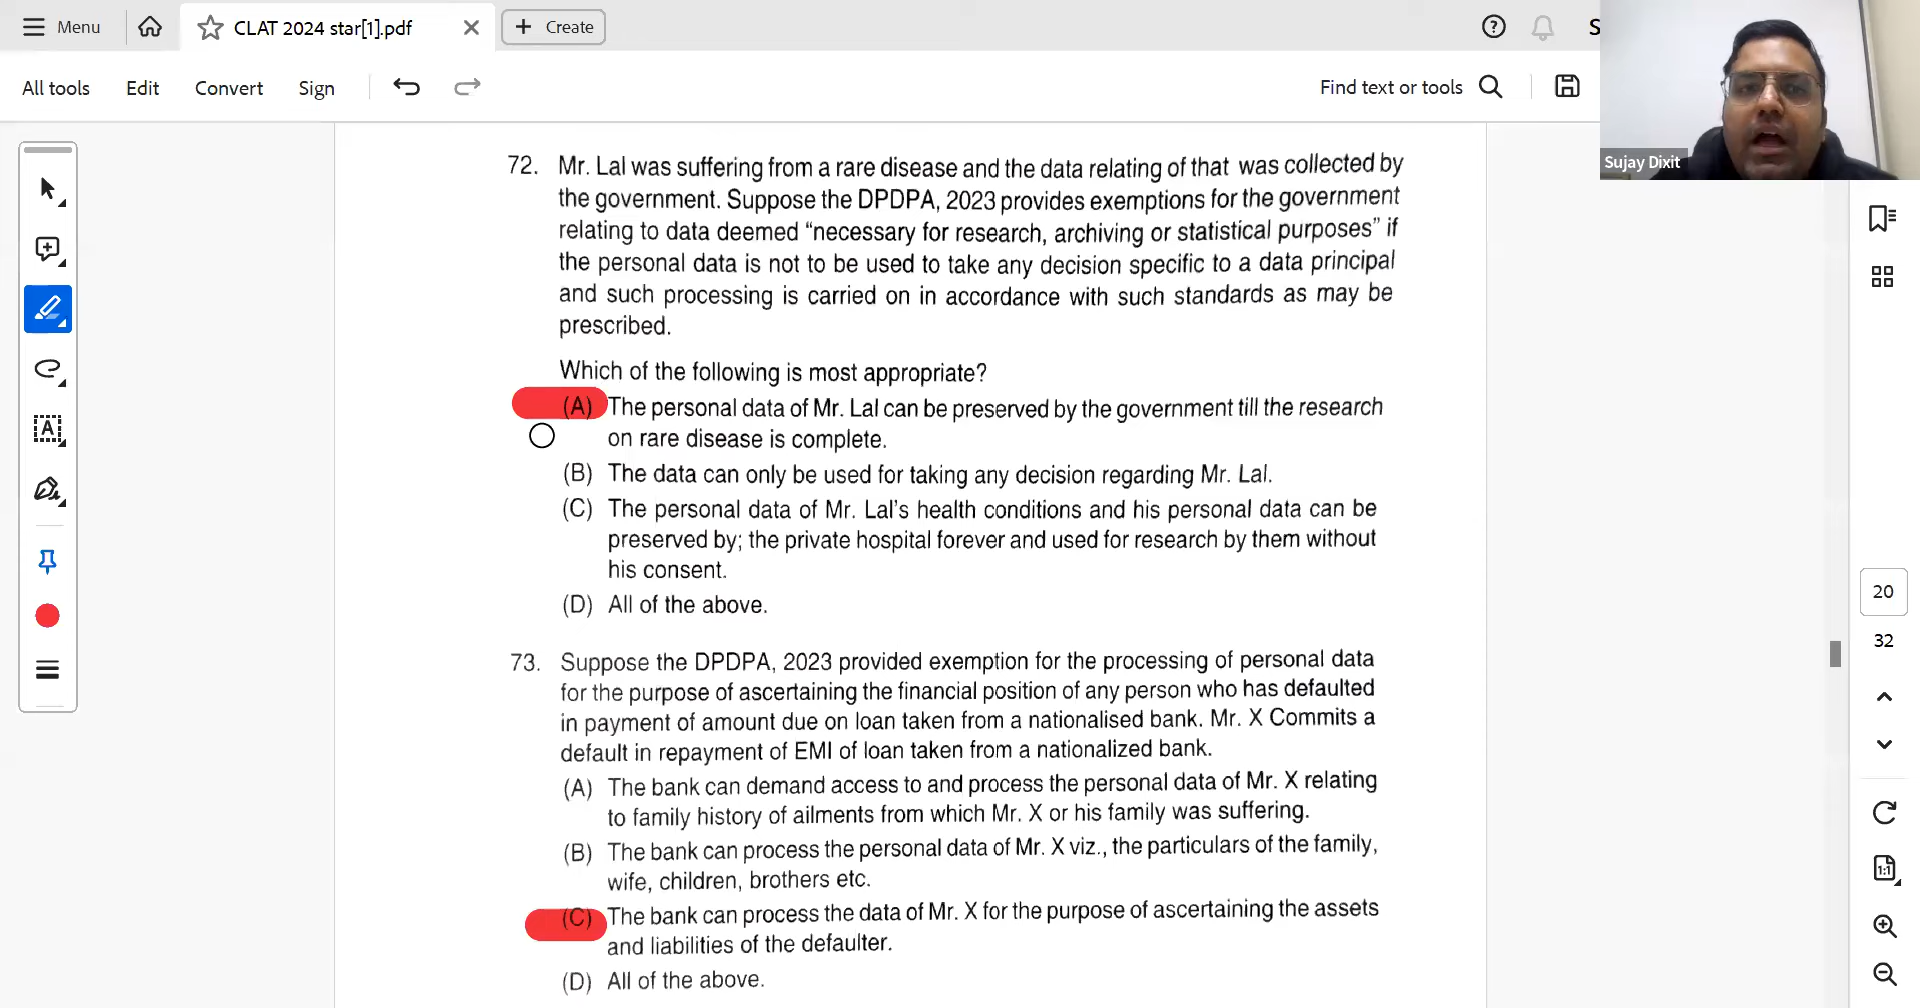 Menu
CLAT 2024 star[1].pdf
Create
S
All tools
Edit
Convert
Sign
Find text or tools
Sujay Dixit
72. Mr. Lal was suffering from a rare disease and the data relating of that was collected by
the government. Suppose the DPDPA, 2023 provides exemptions for the government
relating to data deemed “necessary for research, archiving or statistical purposes” if
the personal data is not to be used to take any decision specific to a data principal
and such processing is carried on in accordance with such standards as may be
prescribed.
Which of the following is most appropriate?
(A) The personal data of Mr. Lal can be preserved by the government till the research
on rare disease is complete.
(B) The data can only be used for taking any decision regarding Mr. Lal.
(C) The personal data of Mr. Lal’s health conditions and his personal data can be
preserved by; the private hospital forever and used for research by them without
his consent.
(D) All of the above.
73. Suppose the DPDPA, 2023 provided exemption for the processing of personal data
for the purpose of ascertaining the financial position of any person who has defaulted
in payment of amount due on loan taken from a nationalised bank. Mr. X Commits a
default in repayment of EMI of loan taken from a nationalized bank.
(A) The bank can demand access to and process the personal data of Mr. X relating
to family history of ailments from which Mr. X or his family was suffering.
(B) The bank can process the personal data of Mr. X viz., the particulars of the family,
wife, children, brothers etc.
(C) The bank can process the data of Mr. X for the purpose of ascertaining the assets
and liabilities of the defaulter.
(D) All of the above.
20
32
1:1
A